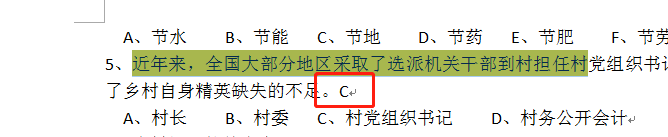 A、节水 B、节能 C、节地 D、节药 E、节肥 F、节
5、近年来，全国大部分地区采取了选派机关干部到村担任村党组织书
了乡村自身精英缺失的不足。C
A、村长 B、村委 C、村党组织书记 D、村务公开会计